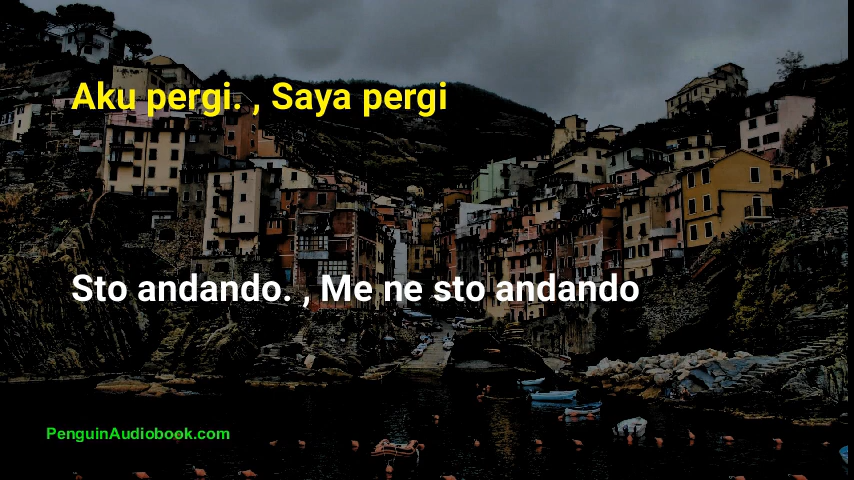 Aku pergi. , Saya pergi
Sto andando. , Me ne sto andando
PenguinAudiobook.com